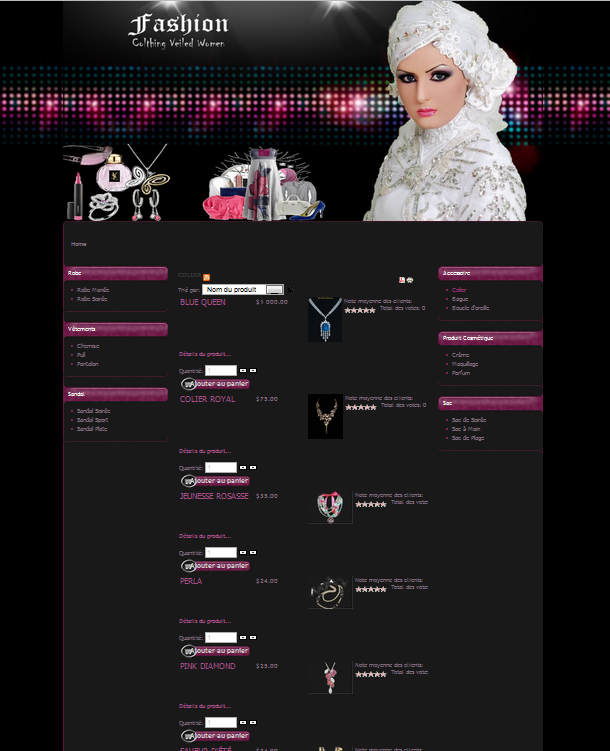 Fashion
Colthing Veiled Women
Home
Robe
Robe Mariée
Robe Soirée
Vêtements
Chemise
Pull
Pantalon
Sandal
Sandal Soirée
Sandal Sport
Sandal Plate
COLIER
Trié par: Nom du produit
BLUE QUEEN $1 000.00
Note moyenne des clients:
Total des votes: 0
Détails du produit...
Quantité:
Ajouter au panier
COLIER ROYAL $75.00
Note moyenne des clients:
Total des votes: 0
Détails du produit...
Quantité:
Ajouter au panier
JEUNESSE ROSASSE $35.00
Note moyenne des clients:
Total des vote
Détails du produit...
Quantité:
Ajouter au panier
PERLA $24.00
Note moyenne des clients:
Total des vote
Détails du produit...
Quantité:
Ajouter au panier
PINK DIAMOND $25.00
Note moyenne des clients:
Total des vote
Détails du produit...
Quantité:
Ajouter au panier
Accessoire
Colier
Bague
Boucle d'oreille
Produit Cosmétique
Crème
Maquillage
Parfum
Sac
Sac de Soirée
Sac à Main
Sac de Plage